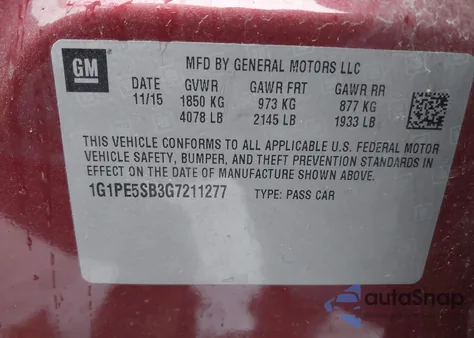 GM
MFD BY GENERAL MOTORS LLC
DATE GVWR GAWR FRT GAWR RR
11/15 1850 KG 973 KG 877 KG
4078 LB 2145 LB 1933 LB
THIS VEHICLE CONFORMS TO ALL APPLICABLE U.S. FEDERAL MOTOR
VEHICLE SAFETY, BUMPER, AND THEFT PREVENTION STANDARDS IN
EFFECT ON THE DATE OF MANUFACTURE SHOWN ABOVE.
1G1PE5SB3G7211277 TYPE: PASS CAR
autoSnap